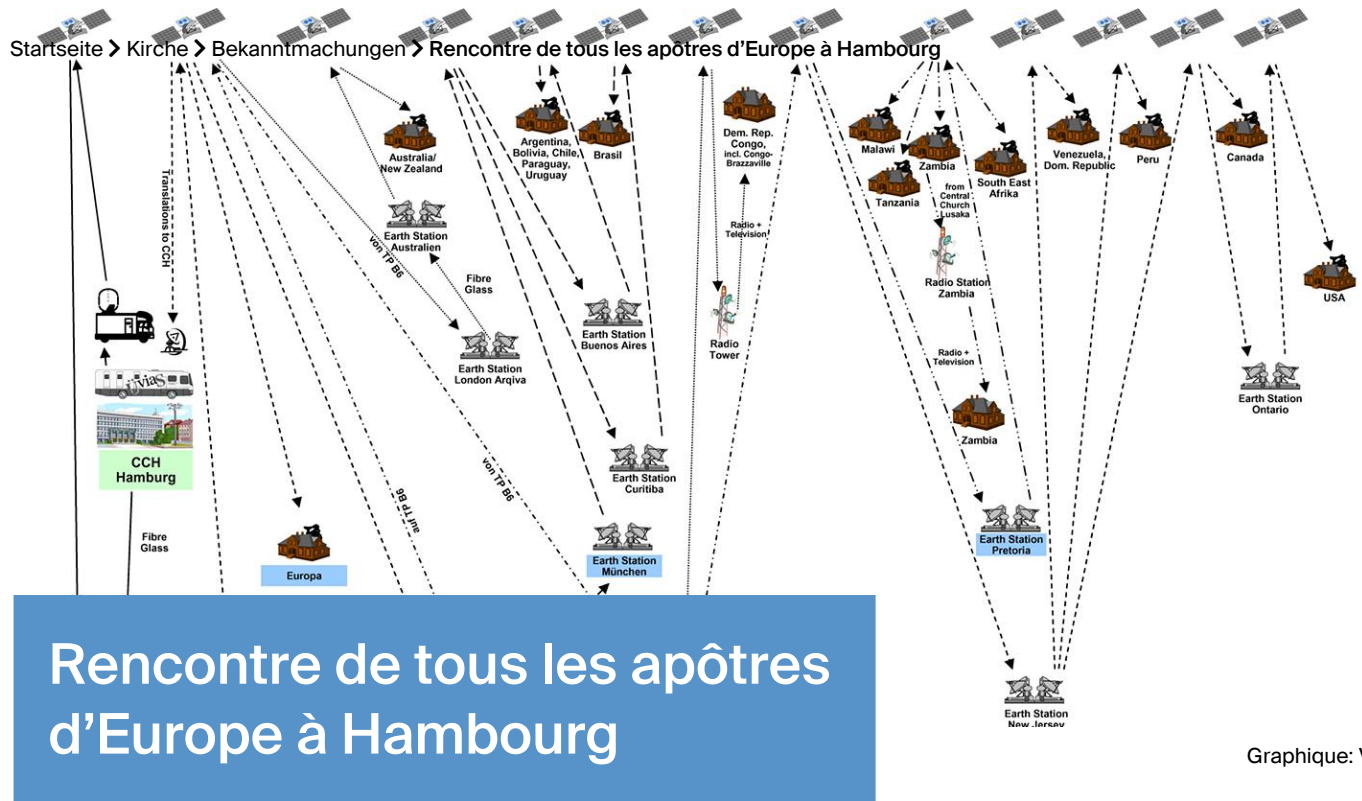 Startseite > Kirche > Bekanntmachungen > Rencontre de tous les apôtres d’Europe à Hambourg
Translations to CCH
Australia/
New Zealand
Argentina,
Bolivia, Chile,
Paraguay,
Uruguay
Brasil
Dem. Rep.
Congo,
incl. Congo-
Brazzaville
Malawi
Tanzania
Zambia
from
Central
Church
Lusaka
South East
Afrika
Venezuela,
Dom. Republic
Peru
Canada
USA
Earth Station
Australien
von TP B6
Fibre
Glass
Earth Station
London Arqiva
Earth Station
Buenos Aires
Radio +
Television
Radio
Tower
Radio Station
Zambia
Radio +
Television
Zambia
Earth Station
Ontario
ÜviaS
CCH
Hamburg
Fibre
Glass
Europa
auf TP B6
von TP B6
Earth Station
Curitiba
Earth Station
München
Earth Station
Pretoria
Earth Station
New Jersey
Rencontre de tous les apôtres
d’Europe à Hambourg
Graphique: V